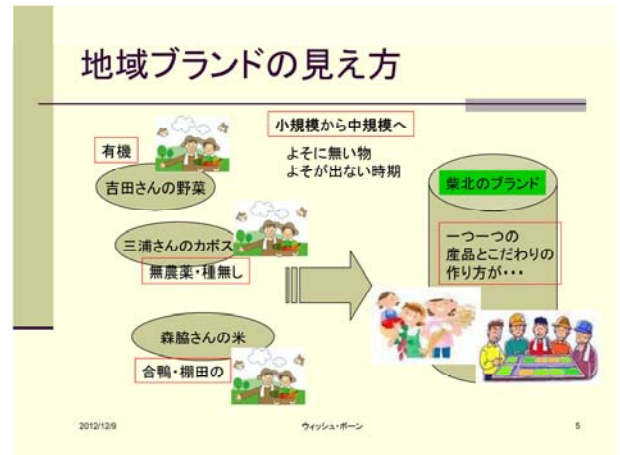 地域ブランドの見え方
小規模から中規模へ
よそに無い物
よそが出ない時期
有機
吉田さんの野菜
三浦さんのカボス
無農薬・種無し
森脇さんの米
合鴨・棚田の
柴北のブランド
一つ一つの
産品とこだわりの
作り方が・・・
2012/12/9
ウィッシュ・ボーン
5